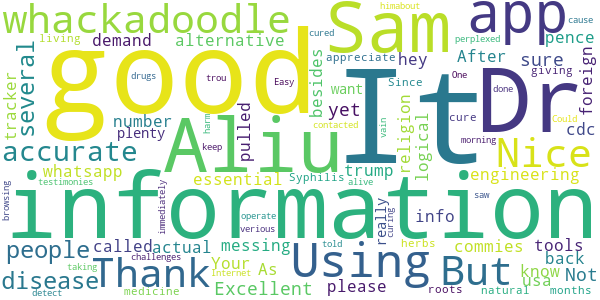 himabout cured cause
whackadoodle Sam app
living demand alternative hey After sure pence
drugs besides appreciate perplexed
tracker several good It Dr foreign
trou Easy Since One giving
number yet want done
plenty pulled Aliu religion logical cure Could cdc
accurate harm contacted Nice
whatsapp keep vain morning
testimonies essential Syphilis trump engineering
browsing information alive saw
immediately operate really curing info commies tools
people called actual messing told herbs back
verious Your As Using But know Not
disease Thank usa
taking challenges Internet Excellent please roots natural months
detect medicine